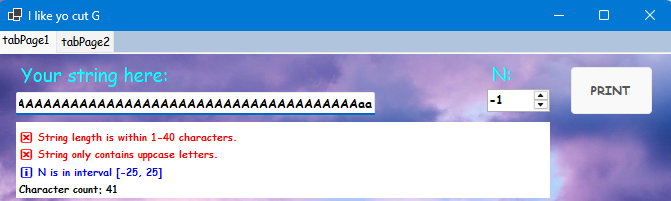 I like yo cut G
tabPage1 tabPage2
Your string here: N:
AAAAAAAAAAAAAAAAAAAAAAAAAAAAAAAAAAAAAAAaa -1 PRINT
String length is within 1-40 characters.
String only contains uppcase letters.
N is in interval [-25, 25]
Character count; 41